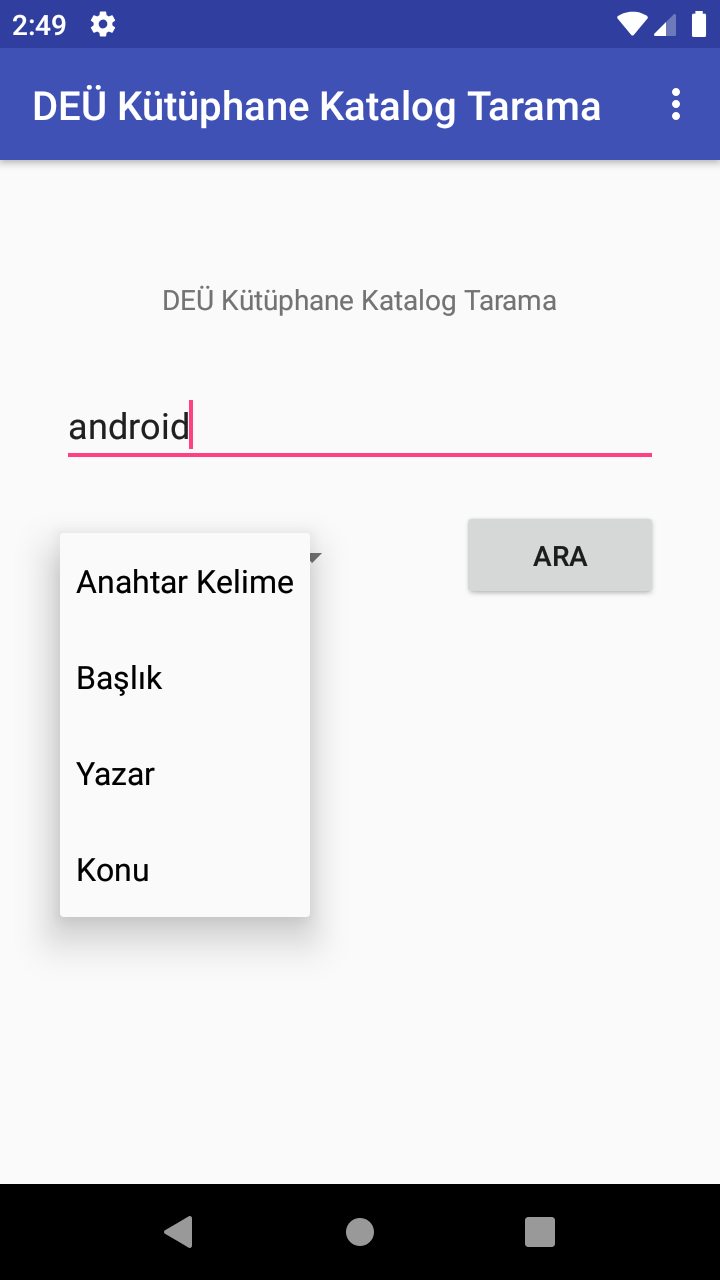 2:49
DEÜ Kütüphane Katalog Tarama
DEÜ Kütüphane Katalog Tarama
android
ARA
Anahtar Kelime
Başlık
Yazar
Konu